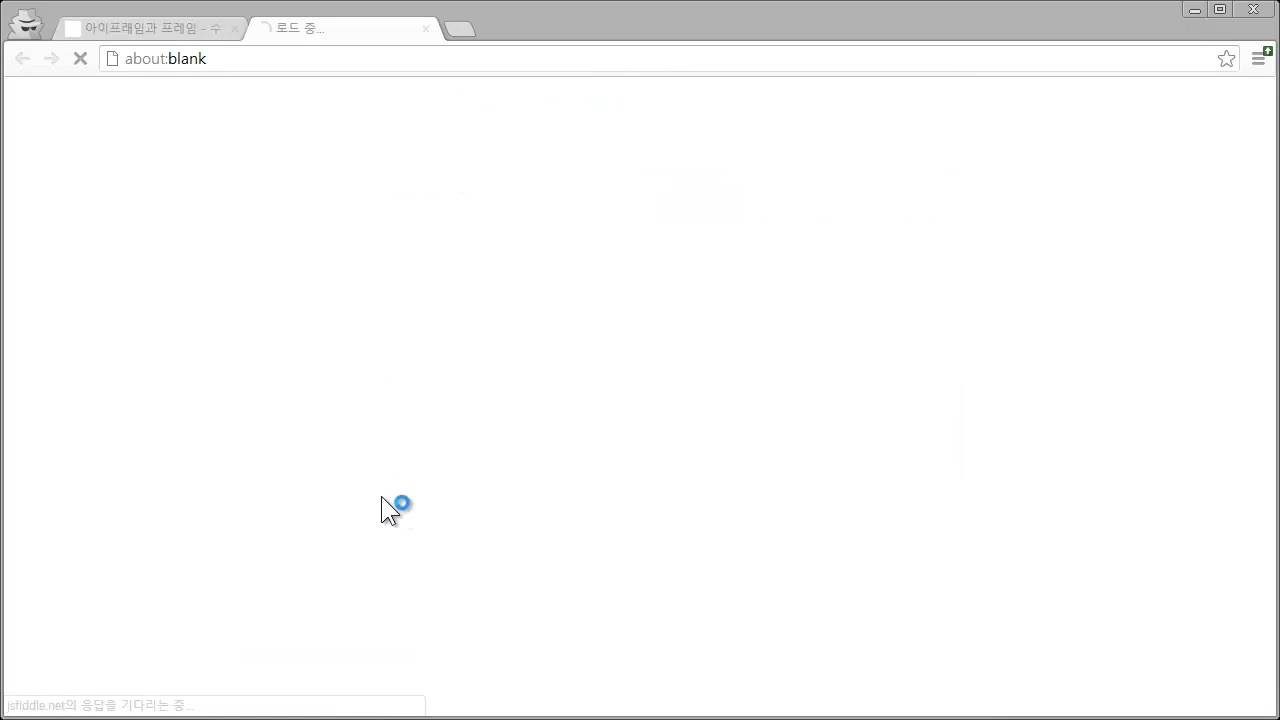 아이프래임과 프레임 - 수
로드 중...
about:blank
jsfiddle.net의 응답을 기다리는 중...